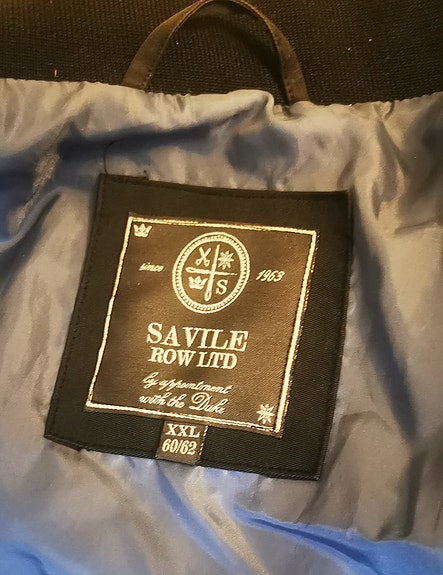 since 1963
S
SAVILE
ROW LTD
by appointment
with the Duke
XXL
60/62